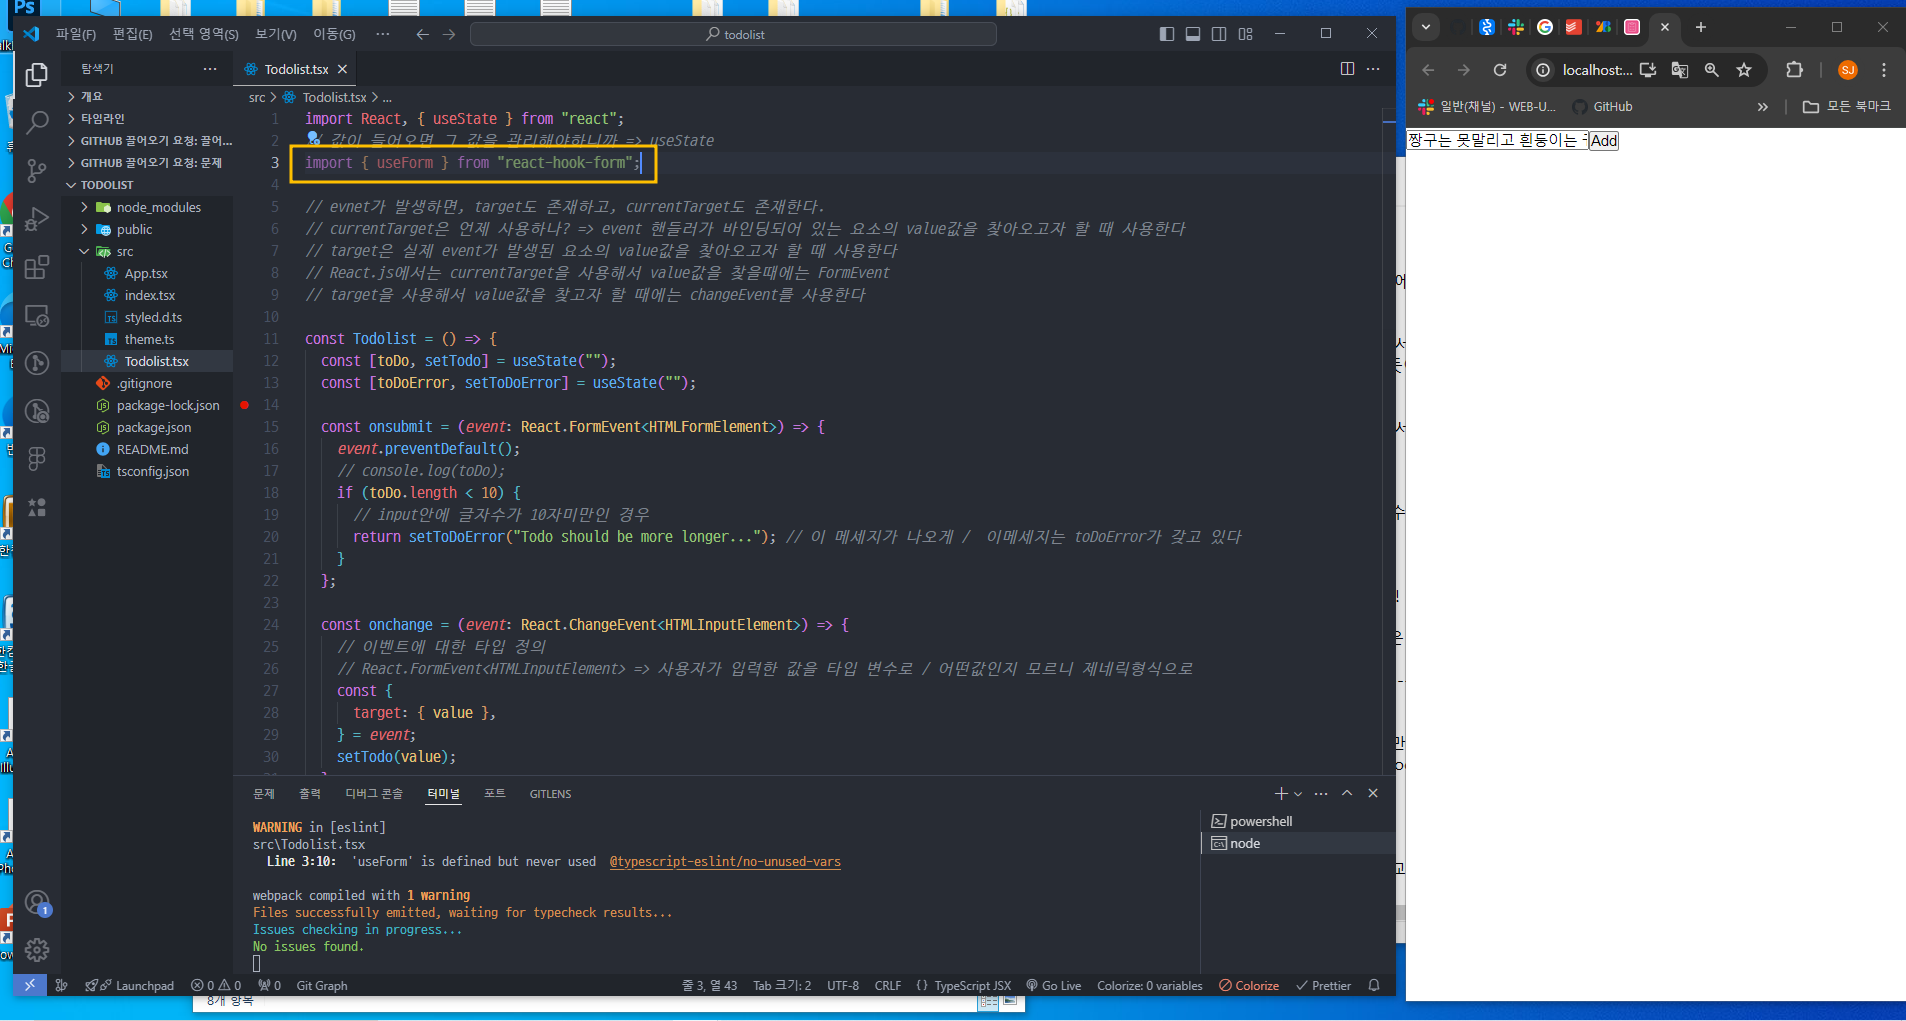 Ps
파일(F) 편집(E) 선택 영역(S) 보기(V) 이동(G) ··· todolist
탐색기 ···
Todolist.tsx
개요
타임라인
GITHUB 끌어오기 요청: 끌어...
GITHUB 끌어오기 요청: 문제
TODOLIST
node_modules
public
src
App.tsx
index.tsx
styled.d.ts
theme.ts
Todolist.tsx
.gitignore
package-lock.json
package.json
README.md
tsconfig.json
src > Todolist.tsx > ...
1 import React, { useState } from "react";
2 값이 들어오면 그 값을 관리해야하니까 => useState
3 import { useForm } from "react-hook-form";
4
5 // evnet가 발생하면, target도 존재하고, currentTarget도 존재한다.
6 // currentTarget은 언제 사용하나? => event 핸들러가 바인딩되어 있는 요소의 value값을 찾아오고자 할 때 사용한다
7 // target은 실제 event가 발생된 요소의 value값을 찾아오고자 할 때 사용한다
8 // React.js에서는 currentTarget을 사용해서 value값을 찾을때에는 FormEvent
9 // target을 사용해서 value값을 찾고자 할 때에는 changeEvent를 사용한다
10
11 const Todolist = () => {
12 const [toDo, setTodo] = useState("");
13 const [toDoError, setToDoError] = useState("");
14
15 const onsubmit = (event: React.FormEvent<HTMLFormElement>) => {
16 event.preventDefault();
17 // console.log(toDo);
18 if (toDo.length < 10) {
19 // input안에 글자수가 10자미만인 경우
20 return setToDoError("Todo should be more longer..."); // 이 메세지가 나오게 / 이메세지는 toDoError가 갖고 있다
21 }
22 };
23
24 const onchange = (event: React.ChangeEvent<HTMLInputElement>) => {
25 // 이벤트에 대한 타입 정의
26 // React.FormEvent<HTMLInputElement> => 사용자가 입력한 값을 타입 변수로 / 어떤값인지 모르니 제네릭형식으로
27 const {
28 target: { value },
29 } = event;
30 setTodo(value);
문제 출력 디버그 콘솔 터미널 포트 GITLENS
WARNING in [eslint]
src\Todolist.tsx
Line 3:10: 'useForm' is defined but never used @typescript-eslint/no-unused-vars
webpack compiled with 1 warning
Files successfully emitted, waiting for typecheck results...
Issues checking in progress...
No issues found.
powershell
node
1
Launchpad 0 0 0 Git Graph 줄 3, 열 43 Tab 크기: 2 UTF-8 CRLF { } TypeScript JSX Go Live Colorize: 0 variables Colorize Prettier
8개 항목
localhost:... SJ
일반(채널) - WEB-U... GitHub » 모든 북마크
짱구는 못말리고 흰둥이는 Add